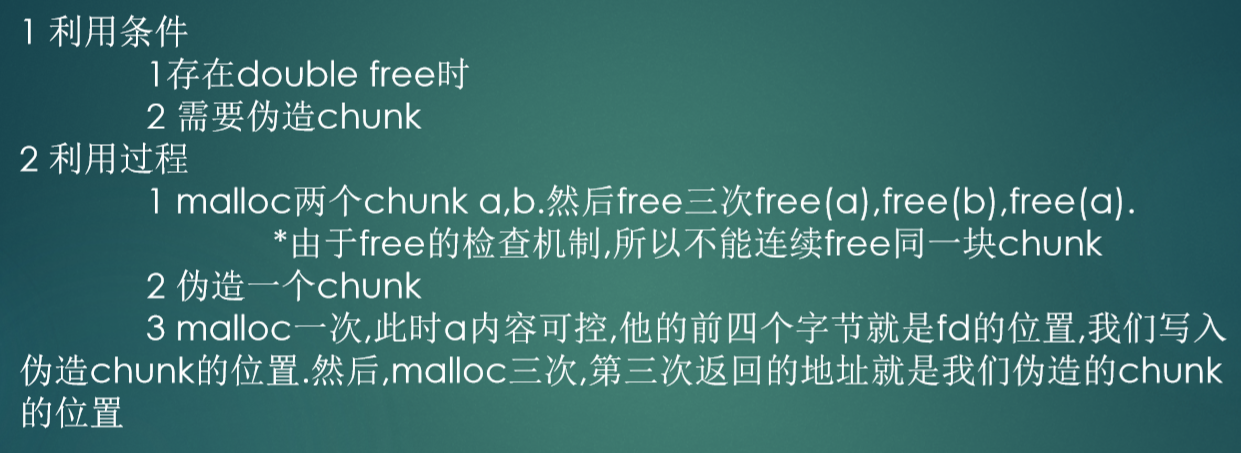 1 利用条件
1存在double free时
2 需要伪造chunk
2 利用过程
1 malloc两个chunk a,b.然后free三次free(a),free(b),free(a).
*由于free的检查机制,所以不能连续free同一块chunk
2 伪造一个chunk
3 malloc一次,此时a内容可控,他的前四个字节就是fd的位置,我们写入
伪造chunk的位置.然后,malloc三次,第三次返回的地址就是我们伪造的chunk
的位置